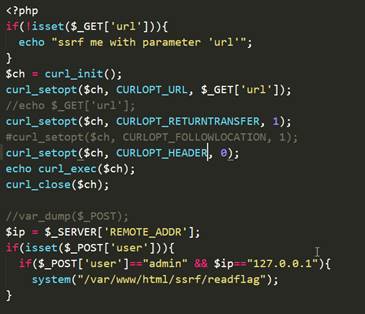 <?php
if(!isset($_GET['url'])){
  echo "ssrf me with parameter 'url'";
}
$ch = curl_init();
curl_setopt($ch, CURLOPT_URL, $_GET['url']);
//echo $_GET['url'];
curl_setopt($ch, CURLOPT_RETURNTRANSFER, 1);
#curl_setopt($ch, CURLOPT_FOLLOWLOCATION, 1);
curl_setopt($ch, CURLOPT_HEADER, 0);
echo curl_exec($ch);
curl_close($ch);

//var_dump($_POST);
$ip = $_SERVER['REMOTE_ADDR'];
if(isset($_POST['user'])){
  if($_POST['user']=="admin" && $ip=="127.0.0.1"){
    system("/var/www/html/ssrf/readflag");
}